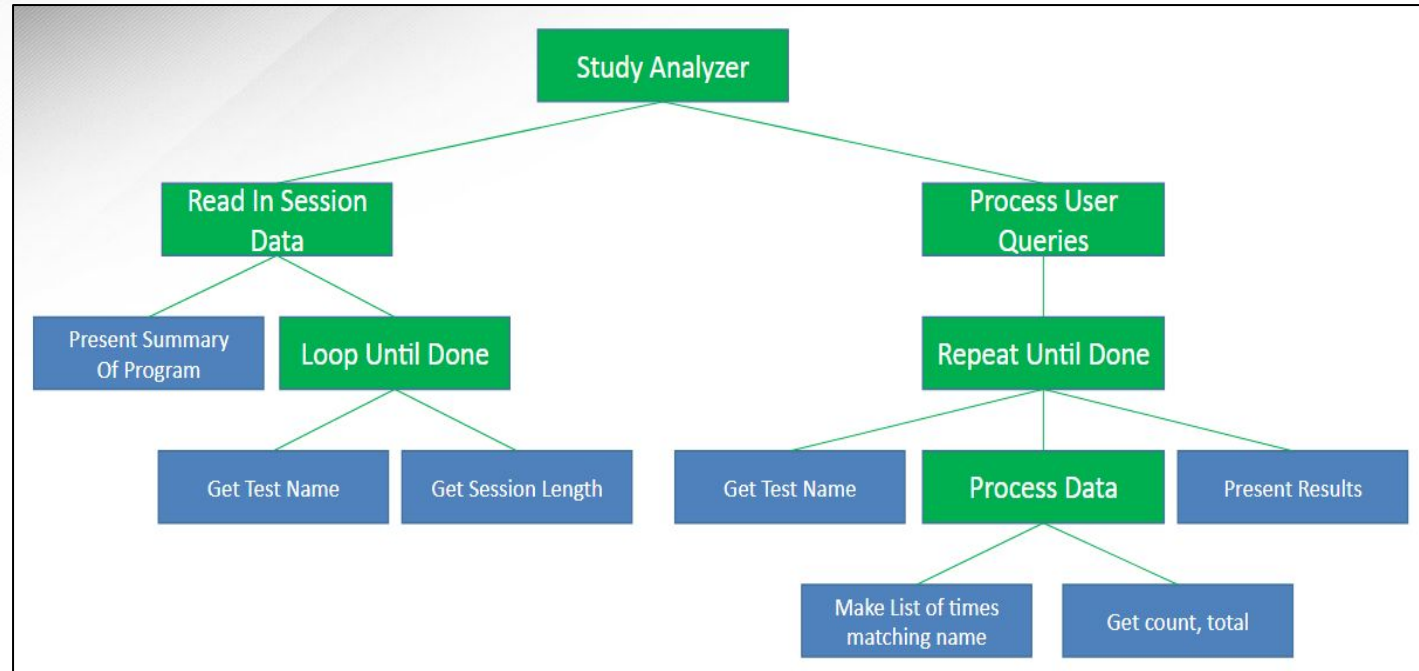 Study Analyzer
Read In Session
Data
Process User
Queries
Present Summary
Of Program
Loop Until Done
Repeat Until Done
Get Test Name
Get Session Length
Get Test Name
Process Data
Present Results
Make List of times
matching name
Get count, total